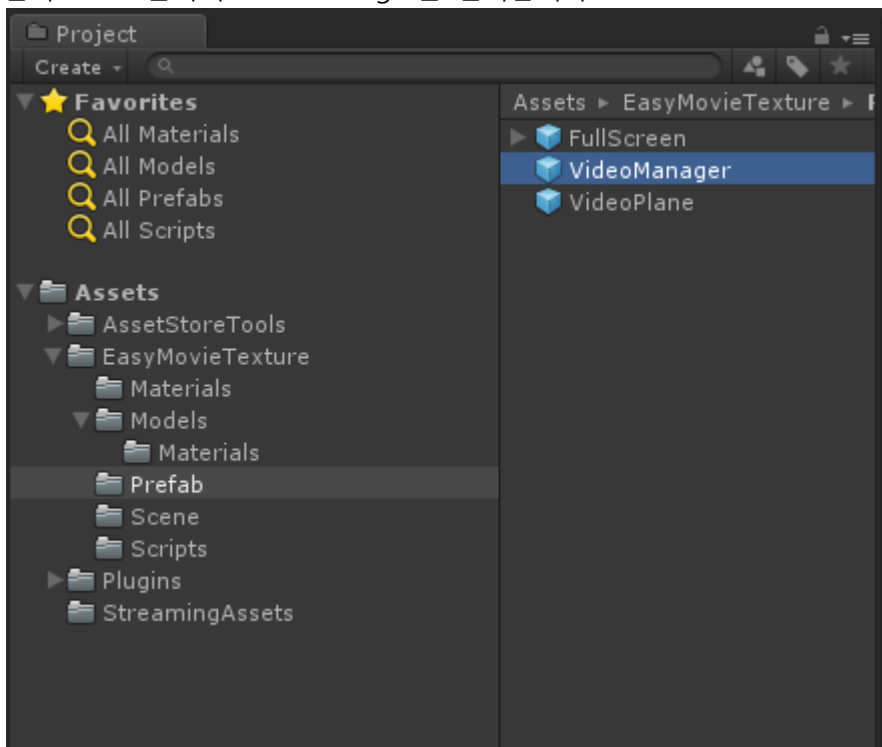 Project
Create
Favorites
All Materials
All Models
All Prefabs
All Scripts
Assets
AssetStoreTools
EasyMovieTexture
Materials
Models
Materials
Prefab
Scene
Scripts
Plugins
StreamingAssets
Assets ▸ EasyMovieTexture ▸
FullScreen
VideoManager
VideoPlane